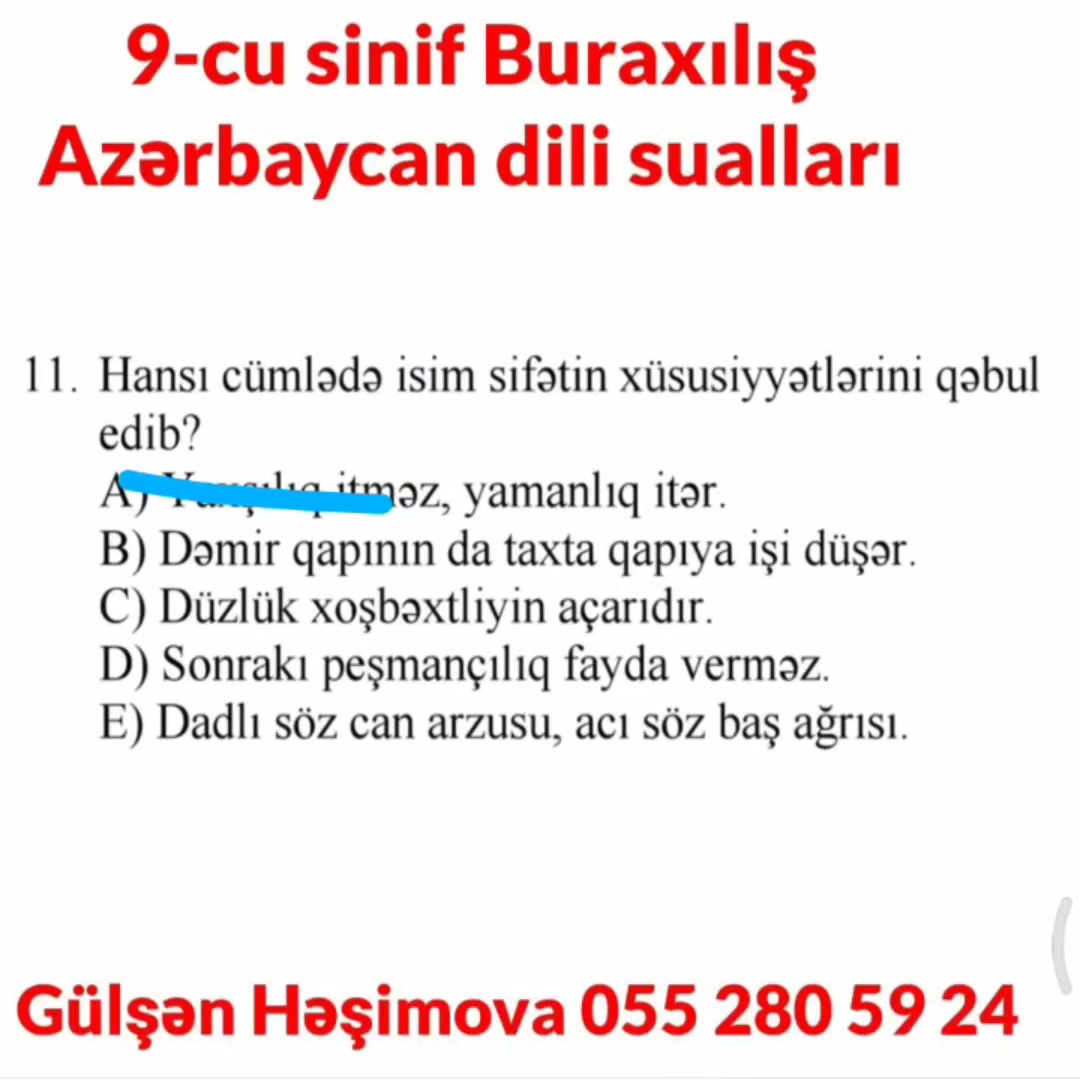 9-cu sinif Buraxılış
Azərbaycan dili sualları
11. Hansı cümlədə isim sifətin xüsusiyyətlərini qəbul
edib?
A) Yaxşılıq itməz, yamanlıq itər.
B) Dəmir qapının da taxta qapıya işi düşər.
C) Düzlük xoşbəxtliyin açarıdır.
D) Sonrakı peşmançılıq fayda verməz.
E) Dadlı söz can arzusu, acı söz baş ağrısı.
Gülşən Həşimova 055 280 59 24